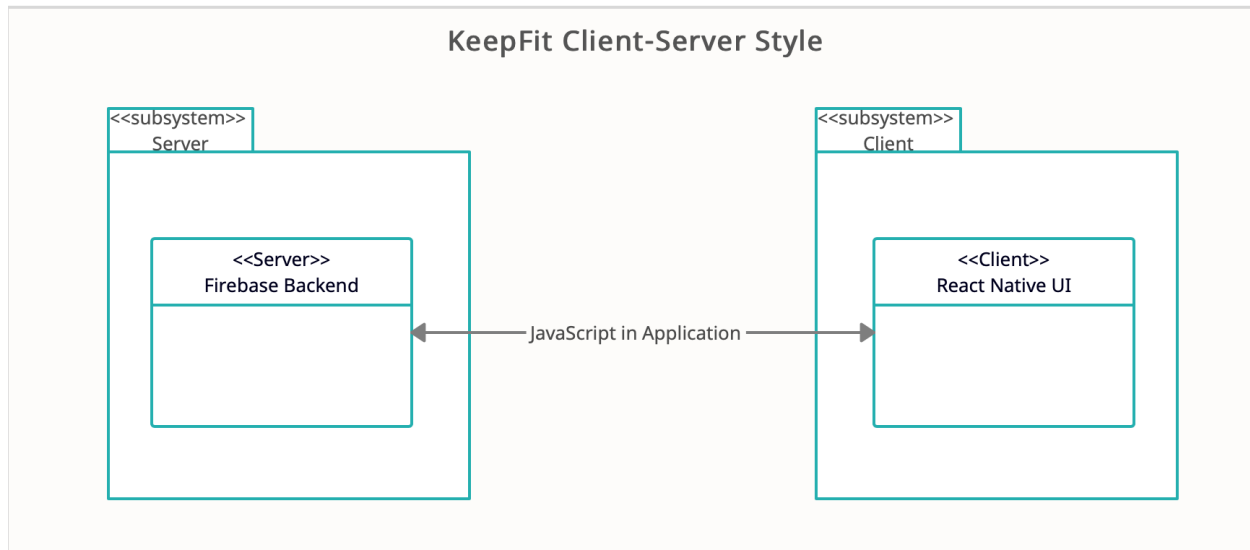 KeepFit Client-Server Style
<<subsystem>>
Server
<<subsystem>>
Client
<<Server>>
Firebase Backend
<<Client>>
React Native UI
JavaScript in Application